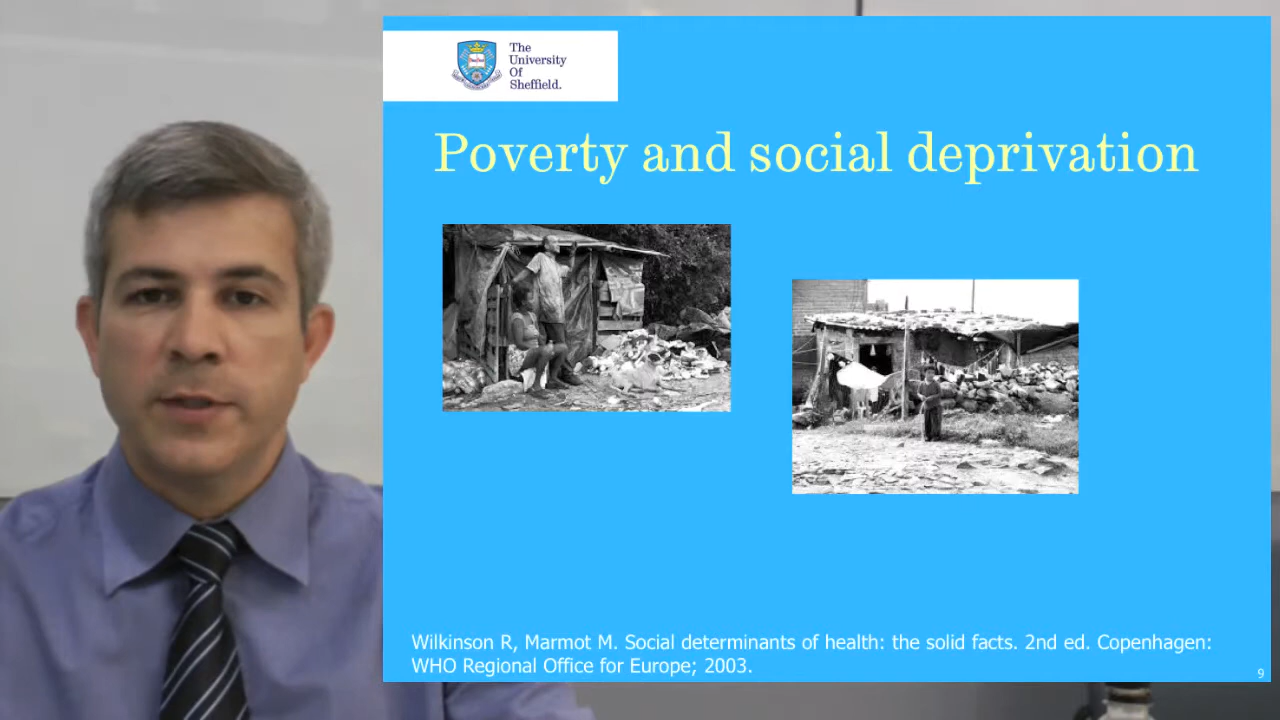 The
University
Of
Sheffield.
Poverty and social deprivation
Wilkinson R, Marmot M. Social determinants of health: the solid facts. 2nd ed. Copenhagen:
WHO Regional Office for Europe; 2003.
9